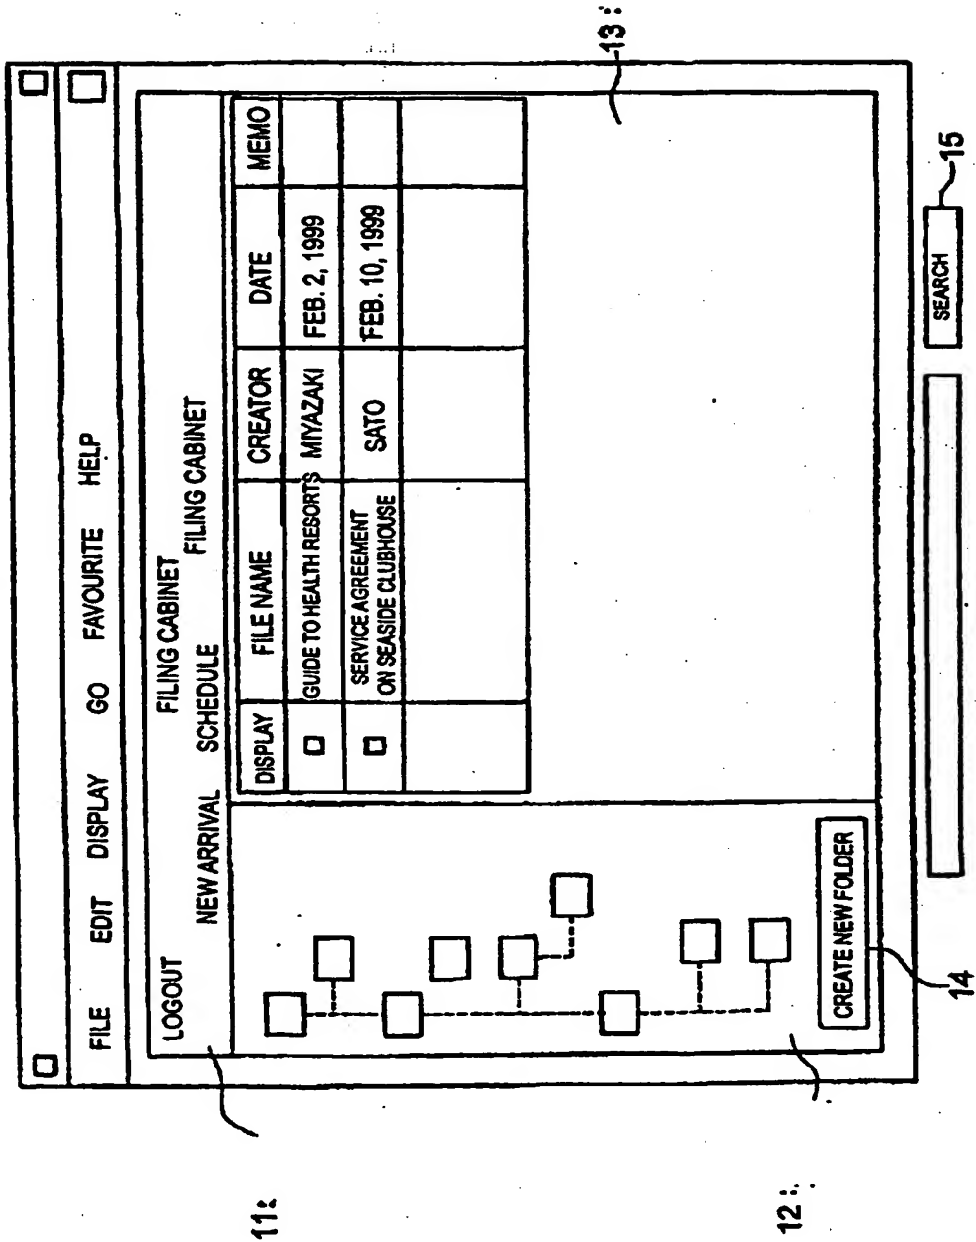 FILE EDIT DISPLAY GO FAVOURITE HELP
LOGOUT FILING CABINET
NEW ARRIVAL SCHEDULE FILING CABINET
DISPLAY FILE NAME CREATOR DATE MEMO
GUIDE TO HEALTH RESORTS MIYAZAKI FEB. 2, 1999
SERVICE AGREEMENT
ON SEASIDE CLUBHOUSE SATO FEB. 10, 1999
CREATE NEW FOLDER
SEARCH
11:
12:
13:
14
15